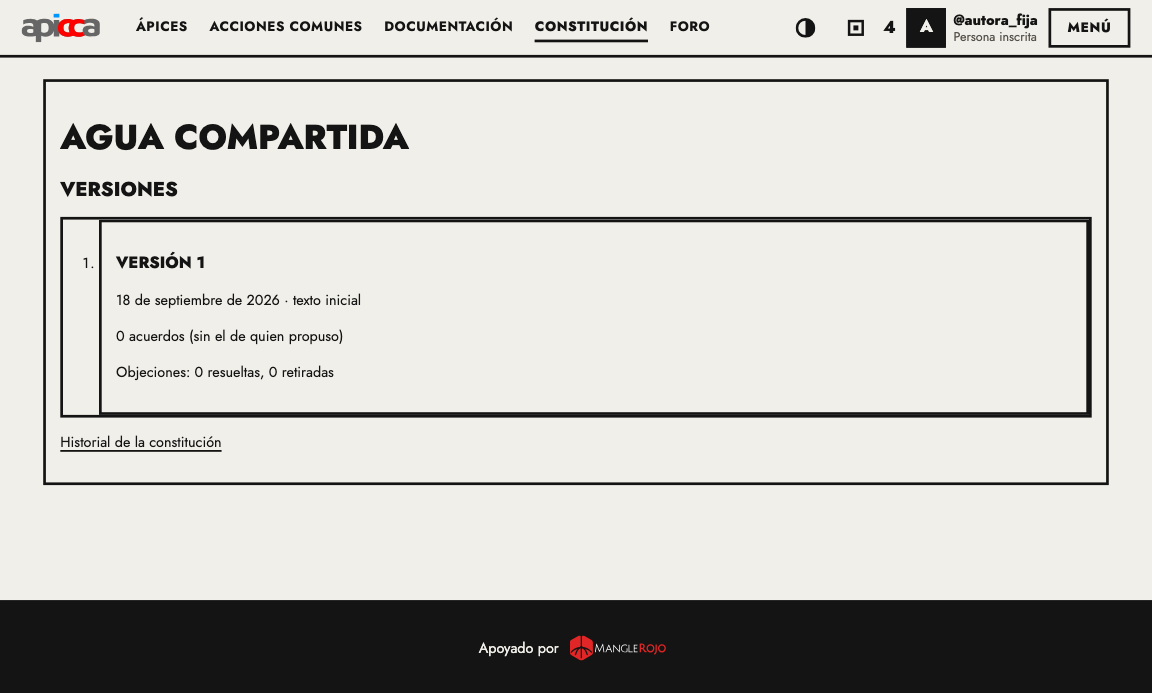 apicca
ÁPICES
ACCIONES COMUNES
DOCUMENTACIÓN
CONSTITUCIÓN
FORO
4
A
@autora_fija
Persona inscrita
MENÚ
AGUA COMPARTIDA
VERSIONES
1.
VERSIÓN 1
18 de septiembre de 2026 · texto inicial
0 acuerdos (sin el de quien propuso)
Objeciones: 0 resueltas, 0 retiradas
Historial de la constitución
Apoyado por
MANGLEROJO